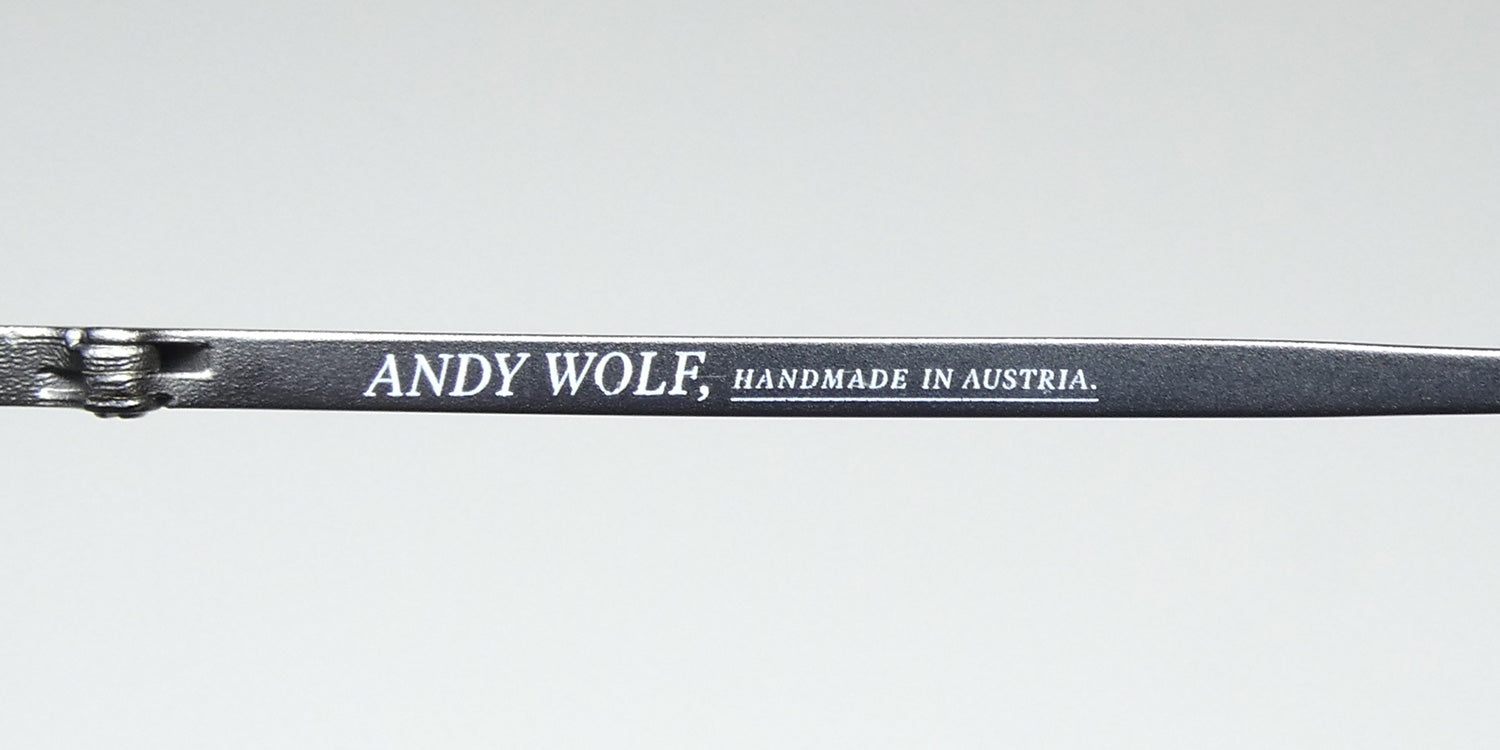 ANDY WOLF, HANDMADE IN AUSTRIA.